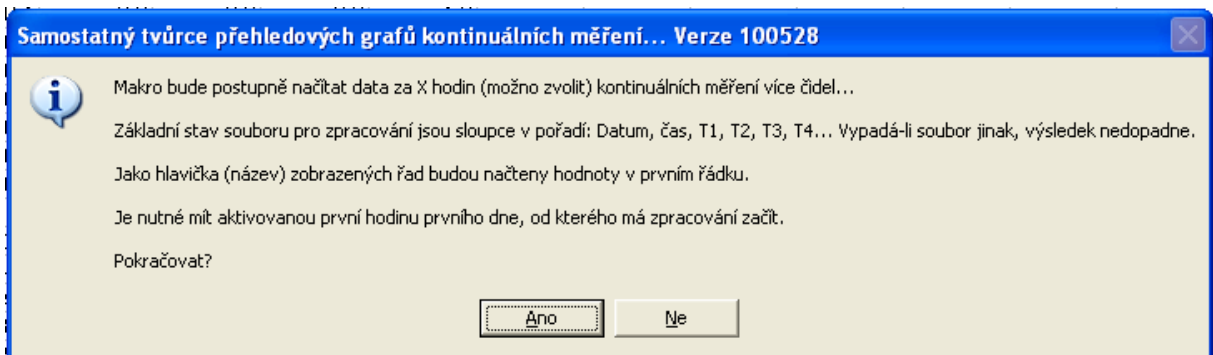 Samostatný tvůrce přehledových grafů kontinuálních měření... Verze 100528
Makro bude postupně načítat data za X hodin (možno zvolit) kontinuálních měření více čidel...
Základní stav souboru pro zpracování jsou sloupce v pořadí: Datum, čas, T1, T2, T3, T4... Vypadá-li soubor jinak, výsledek nedopadne.
Jako hlavička (název) zobrazených řad budou načteny hodnoty v prvním řádku.
Je nutné mít aktivovanou první hodinu prvního dne, od kterého má zpracování začít.
Pokračovat?
Ano
Ne